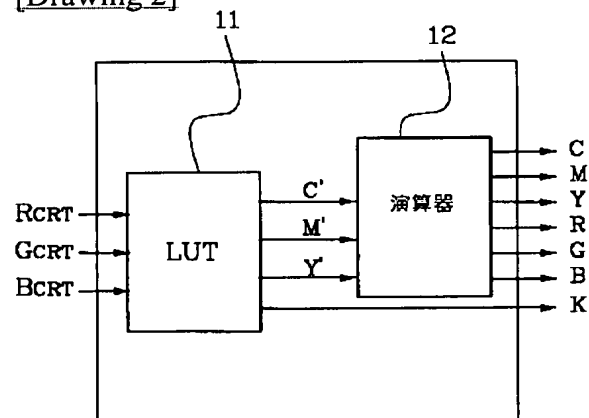 [Drawing 2]
11
12
RCRT
GCRT
BCRT
LUT
C'
M'
Y'
演算器
C
M
Y
R
G
B
K